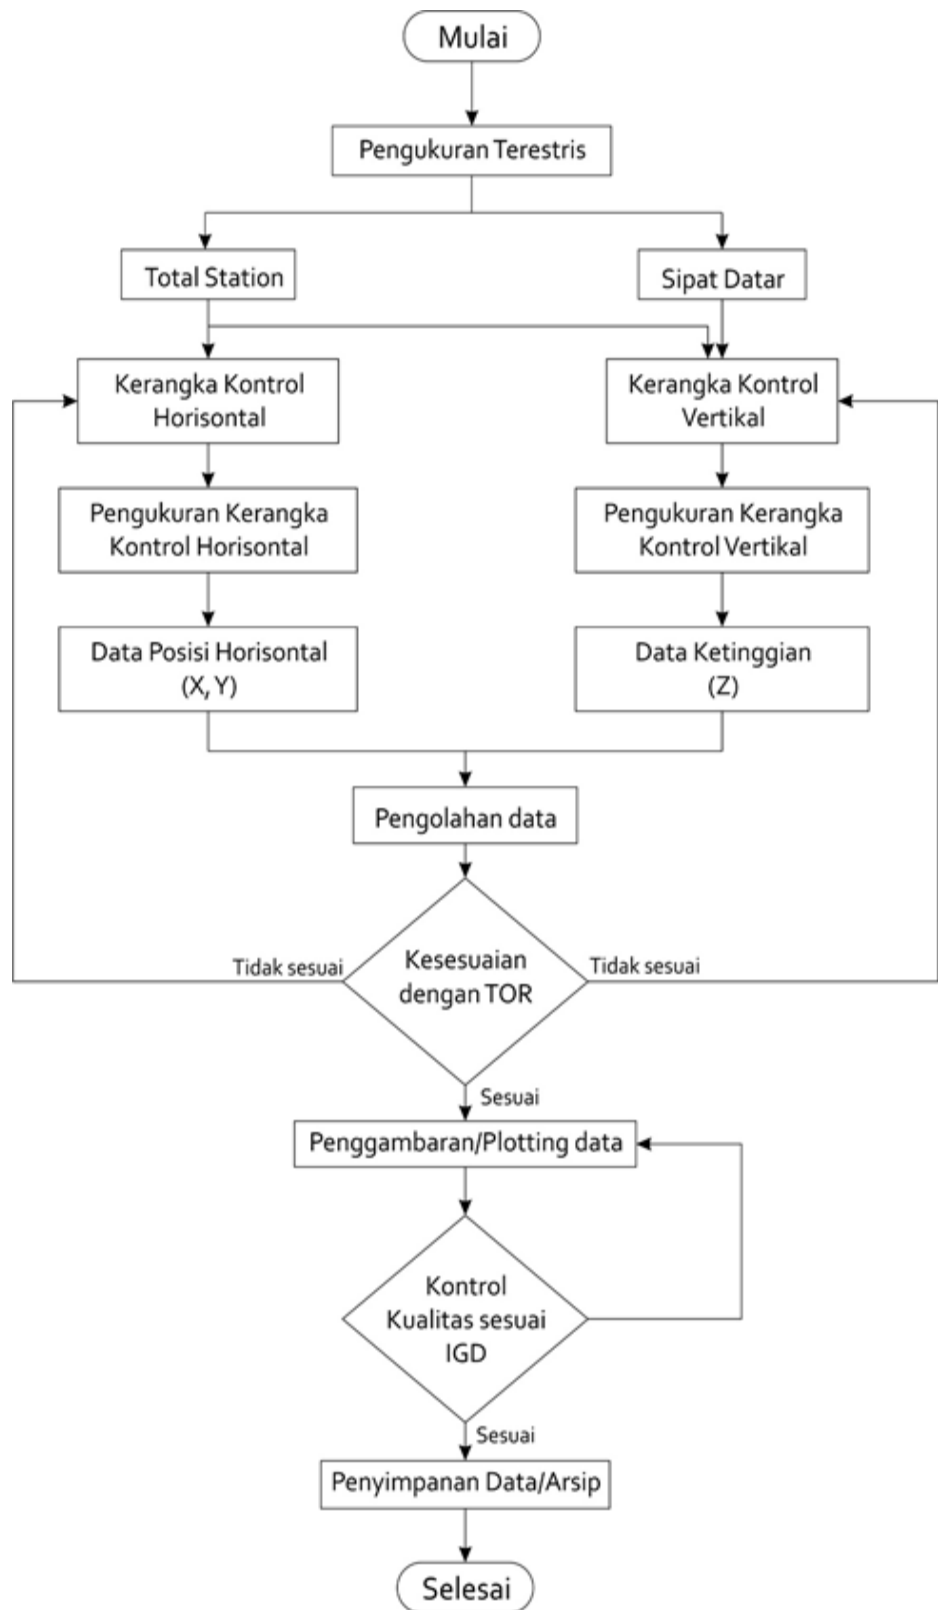 Mulai
Pengukuran Terestris
Total Station
Sipat Datar
Kerangka Kontrol
Horisontal
Kerangka Kontrol
Vertikal
Pengukuran Kerangka
Kontrol Horisontal
Pengukuran Kerangka
Kontrol Vertikal
Data Posisi Horisontal
(X, Y)
Data Ketinggian
(Z)
Pengolahan data
Tidak sesuai
Kesesuaian
dengan TOR
Tidak sesuai
Sesuai
Penggambaran/Plotting data
Kontrol
Kualitas sesuai
IGD
Sesuai
Penyimpanan Data/Arsip
Selesai